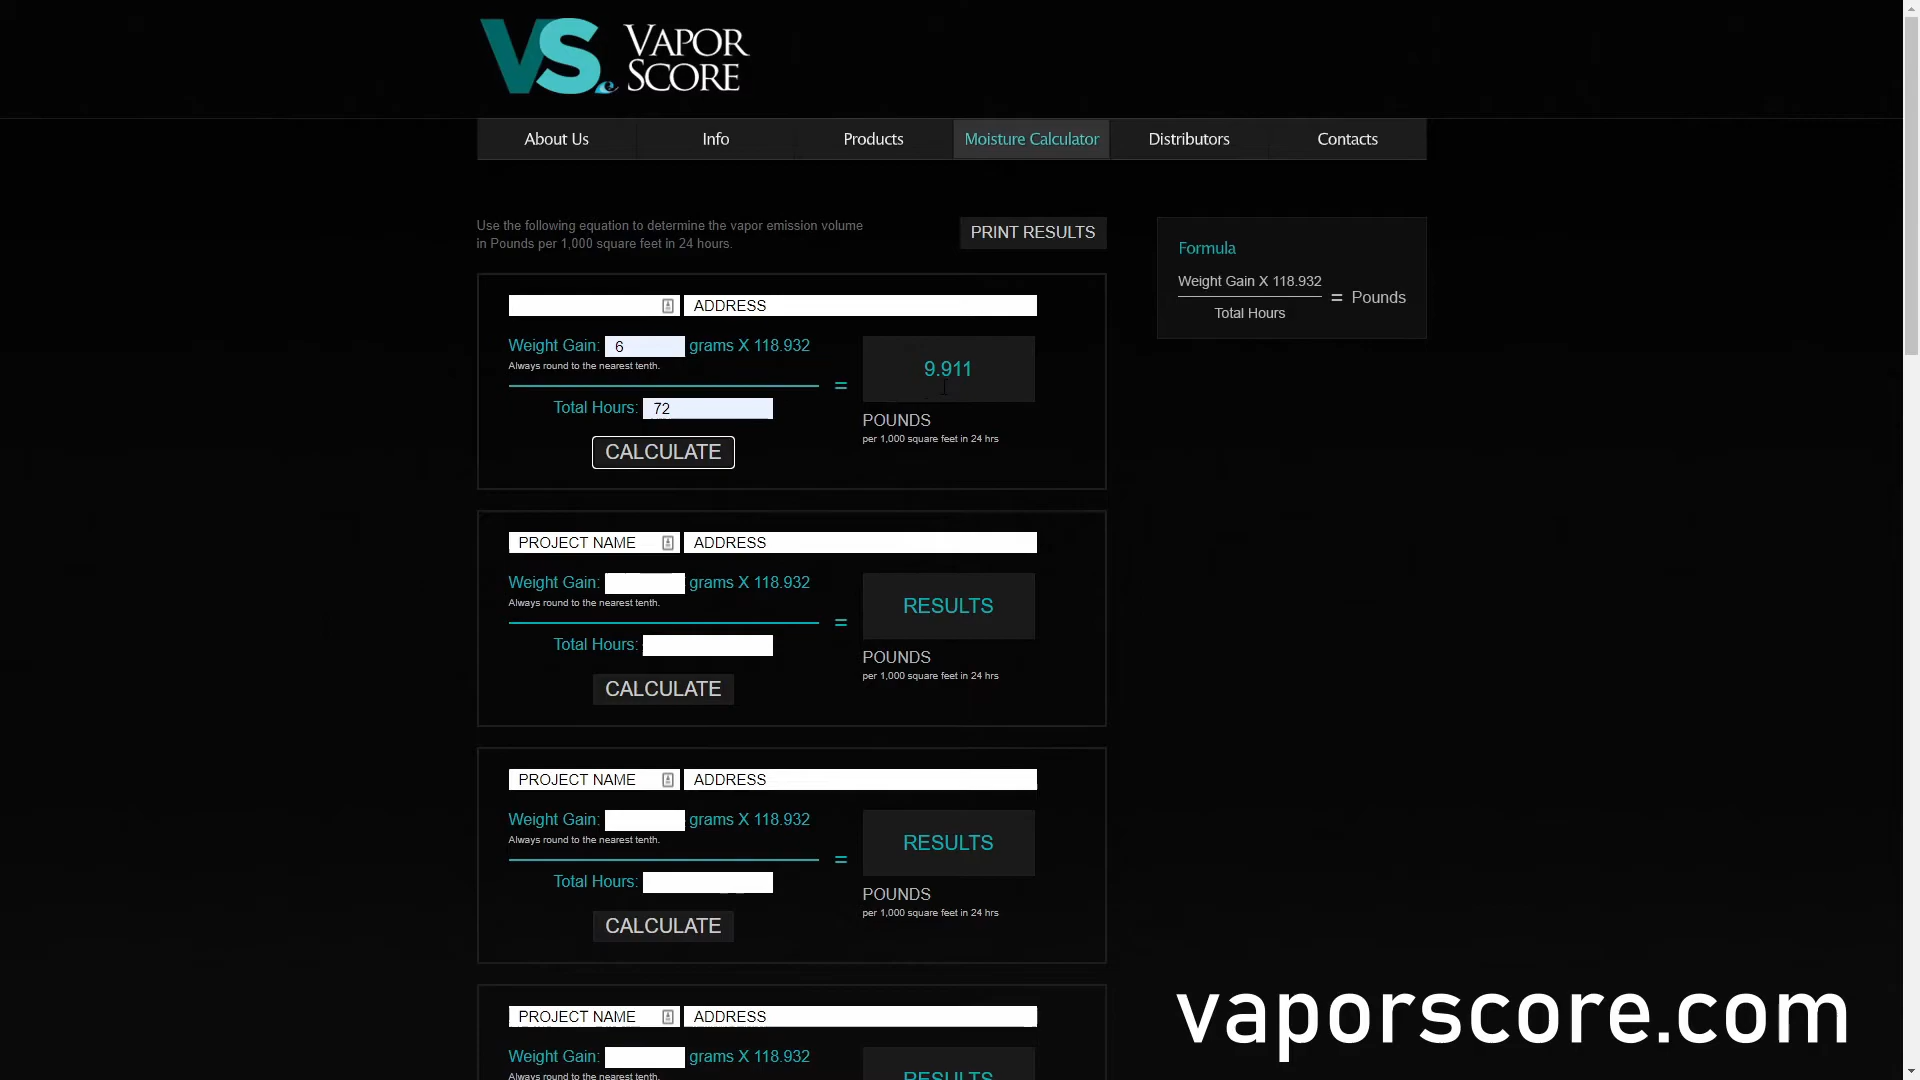 VS VAPOR
SCORE
About Us Info Products Moisture Calculator Distributors Contacts
Use the following equation to determine the vapor emission volume
in Pounds per 1,000 square feet in 24 hours.
PRINT RESULTS
Formula
Weight Gain X 118.932
= Pounds
Total Hours
ADDRESS
Weight Gain: 6 grams X 118.932
Always round to the nearest tenth.
= 9.911
Total Hours: 72
POUNDS
per 1,000 square feet in 24 hrs
CALCULATE
PROJECT NAME ADDRESS
Weight Gain: grams X 118.932
Always round to the nearest tenth.
= RESULTS
Total Hours:
POUNDS
per 1,000 square feet in 24 hrs
CALCULATE
PROJECT NAME ADDRESS
Weight Gain: grams X 118.932
Always round to the nearest tenth.
= RESULTS
Total Hours:
POUNDS
per 1,000 square feet in 24 hrs
CALCULATE
PROJECT NAME ADDRESS
Weight Gain: grams X 118.932
Always round to the nearest tenth.
RESULTS
vaporscore.com